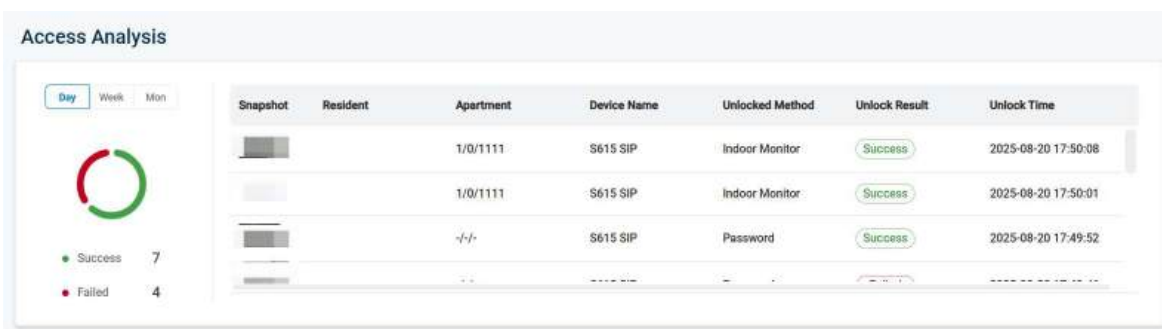 Access Analysis
Day Week Mon
Snapshot Resident Apartment Device Name Unlocked Method Unlock Result Unlock Time
1/0/1111 S615 SIP Indoor Monitor Success 2025-08-20 17:50:08
1/0/1111 S615 SIP Indoor Monitor Success 2025-08-20 17:50:01
-/-/- S615 SIP Password Success 2025-08-20 17:49:52
Success 7
Failed 4